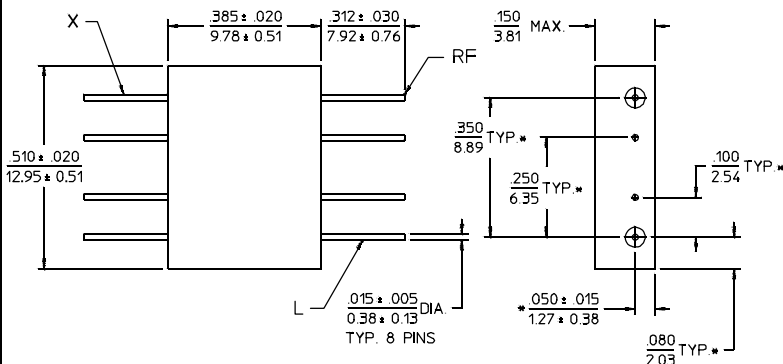 X
.385 ± .020
9.78 ± 0.51
.312 ± .030
7.92 ± 0.76
RF
.150
3.81
MAX.
.510 ± .020
12.95 ± 0.51
.350
8.89
TYP.*
.250
6.35
TYP.*
.100
2.54
TYP.*
L
.015 ± .005
0.38 ± 0.13
DIA.
TYP. 8 PINS
* .050 ± .015
1.27 ± 0.38
.080
2.03
TYP.*